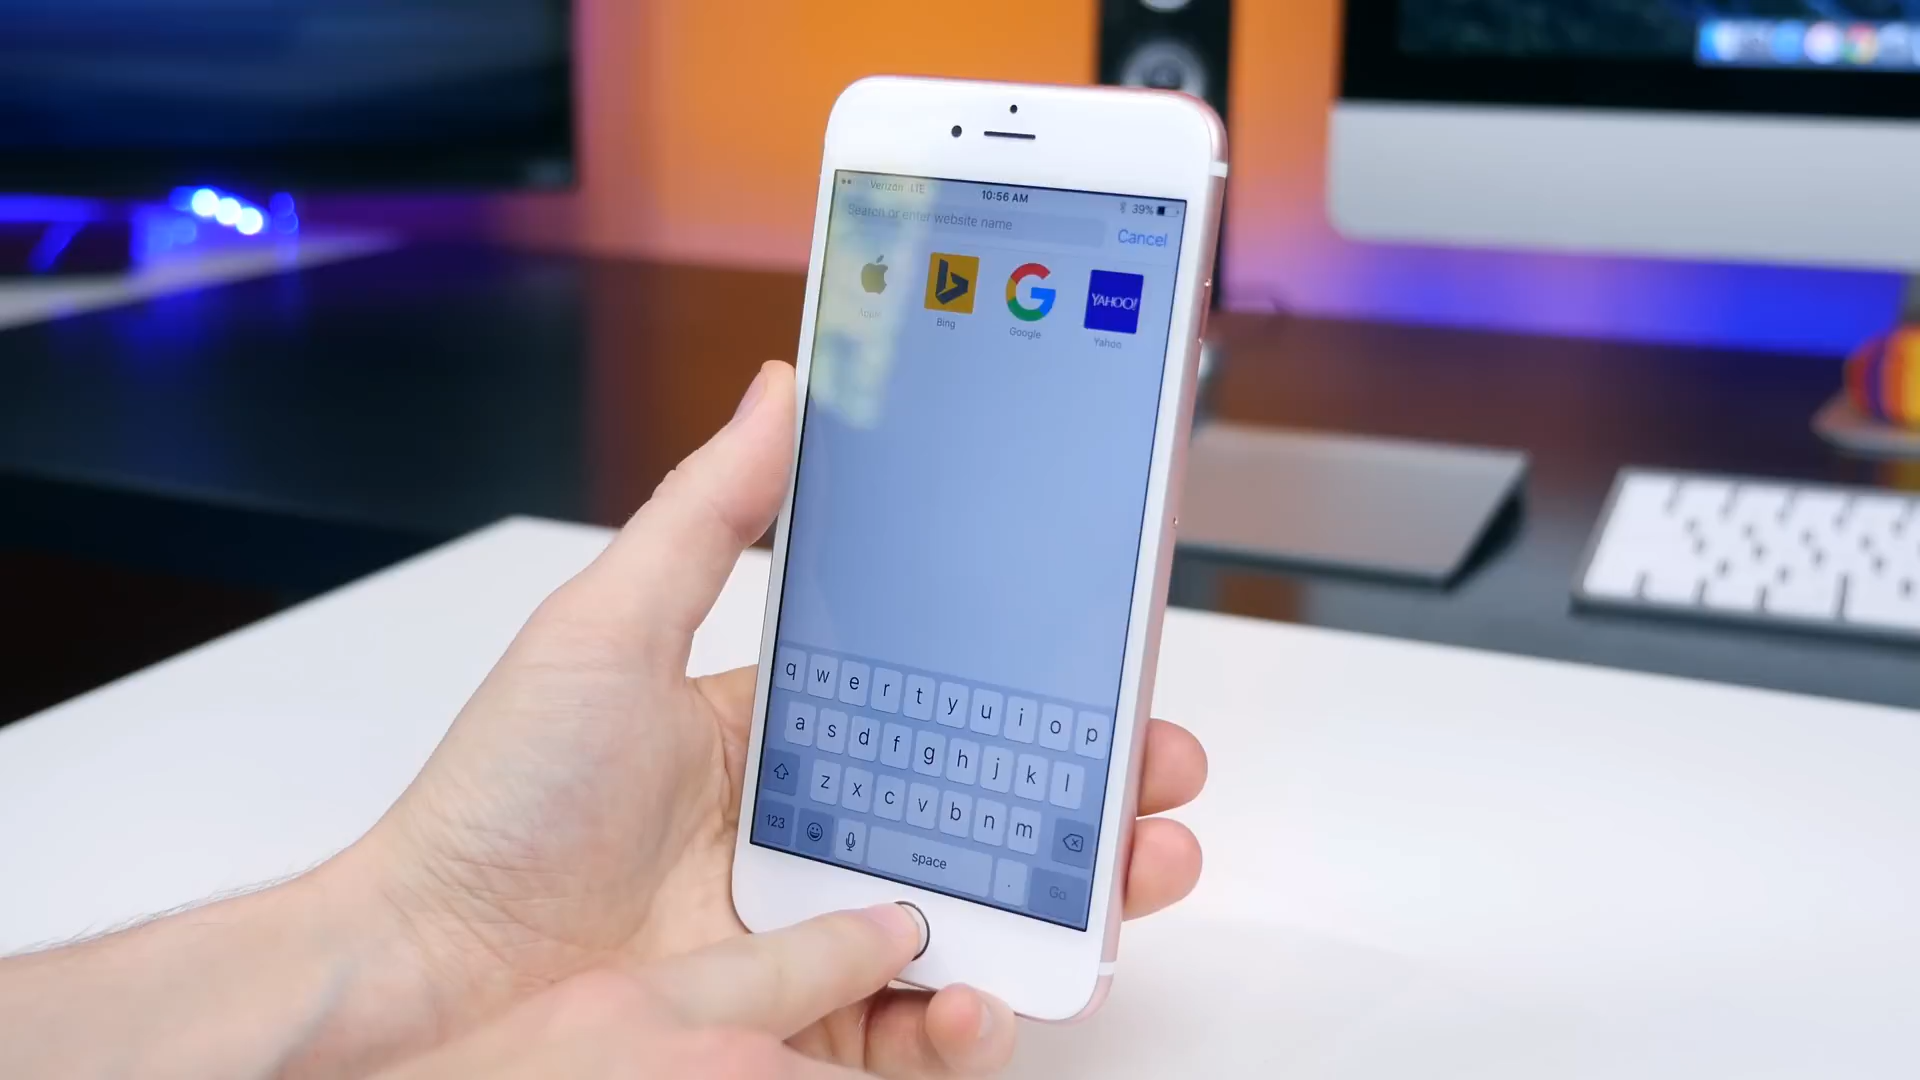 Verizon LTE 10:56 AM 39%
Search or enter website name Cancel
Apple Bing Google YAHOO! Yahoo
q w e r t y u i o p
a s d f g h j k l
z x c v b n m
123 space . Go